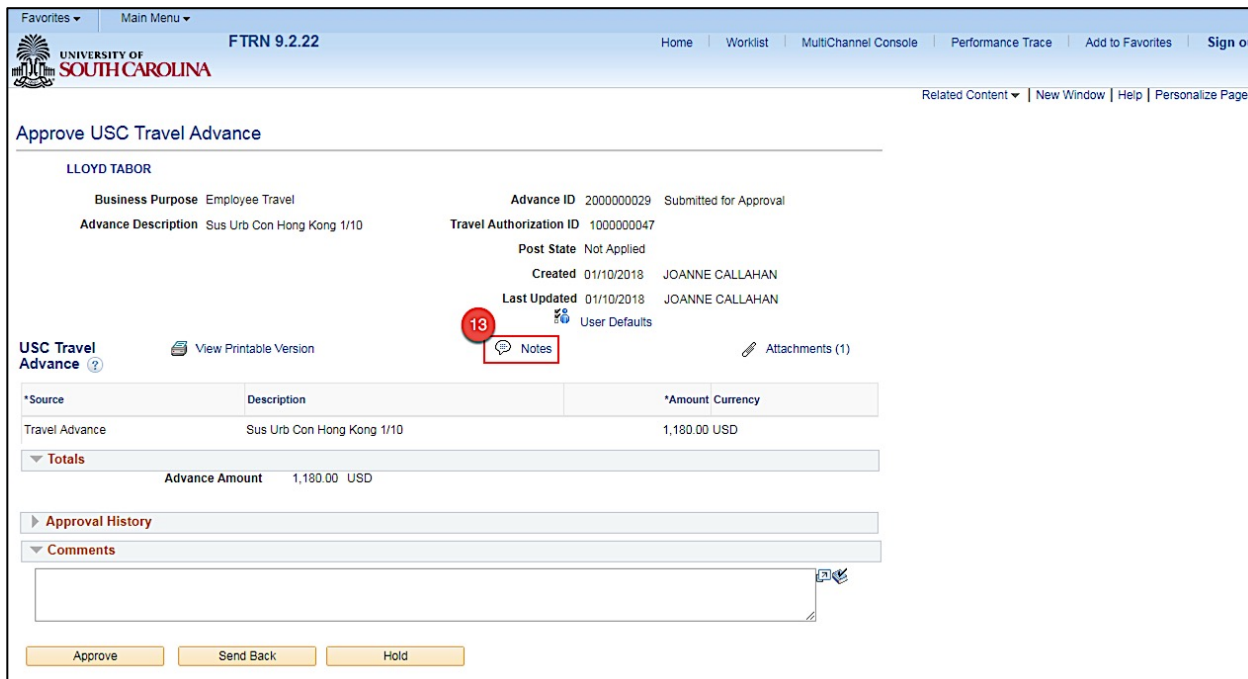 Favorites Main Menu
FTRN 9.2.22
Home Worklist MultiChannel Console Performance Trace Add to Favorites Sign o
UNIVERSITY OF
SOUTH CAROLINA
Related Content | New Window | Help | Personalize Page
Approve USC Travel Advance
LLOYD TABOR
Business Purpose Employee Travel Advance ID 2000000029 Submitted for Approval
Advance Description Sus Urb Con Hong Kong 1/10 Travel Authorization ID 1000000047
Post State Not Applied
Created 01/10/2018 JOANNE CALLAHAN
Last Updated 01/10/2018 JOANNE CALLAHAN
13 User Defaults
USC Travel Advance ? View Printable Version Notes Attachments (1)
*Source Description *Amount Currency
Travel Advance Sus Urb Con Hong Kong 1/10 1,180.00 USD
Totals
Advance Amount 1,180.00 USD
Approval History
Comments
Approve Send Back Hold